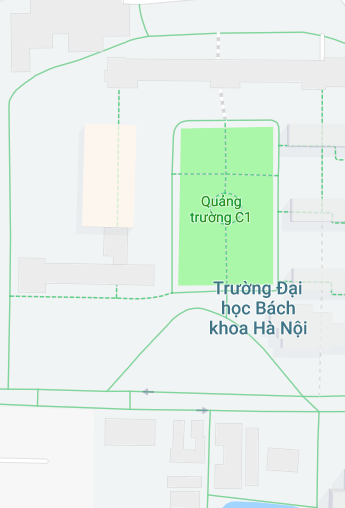 Quảng
trường C1
Trường Đại
học Bách
khoa Hà Nội